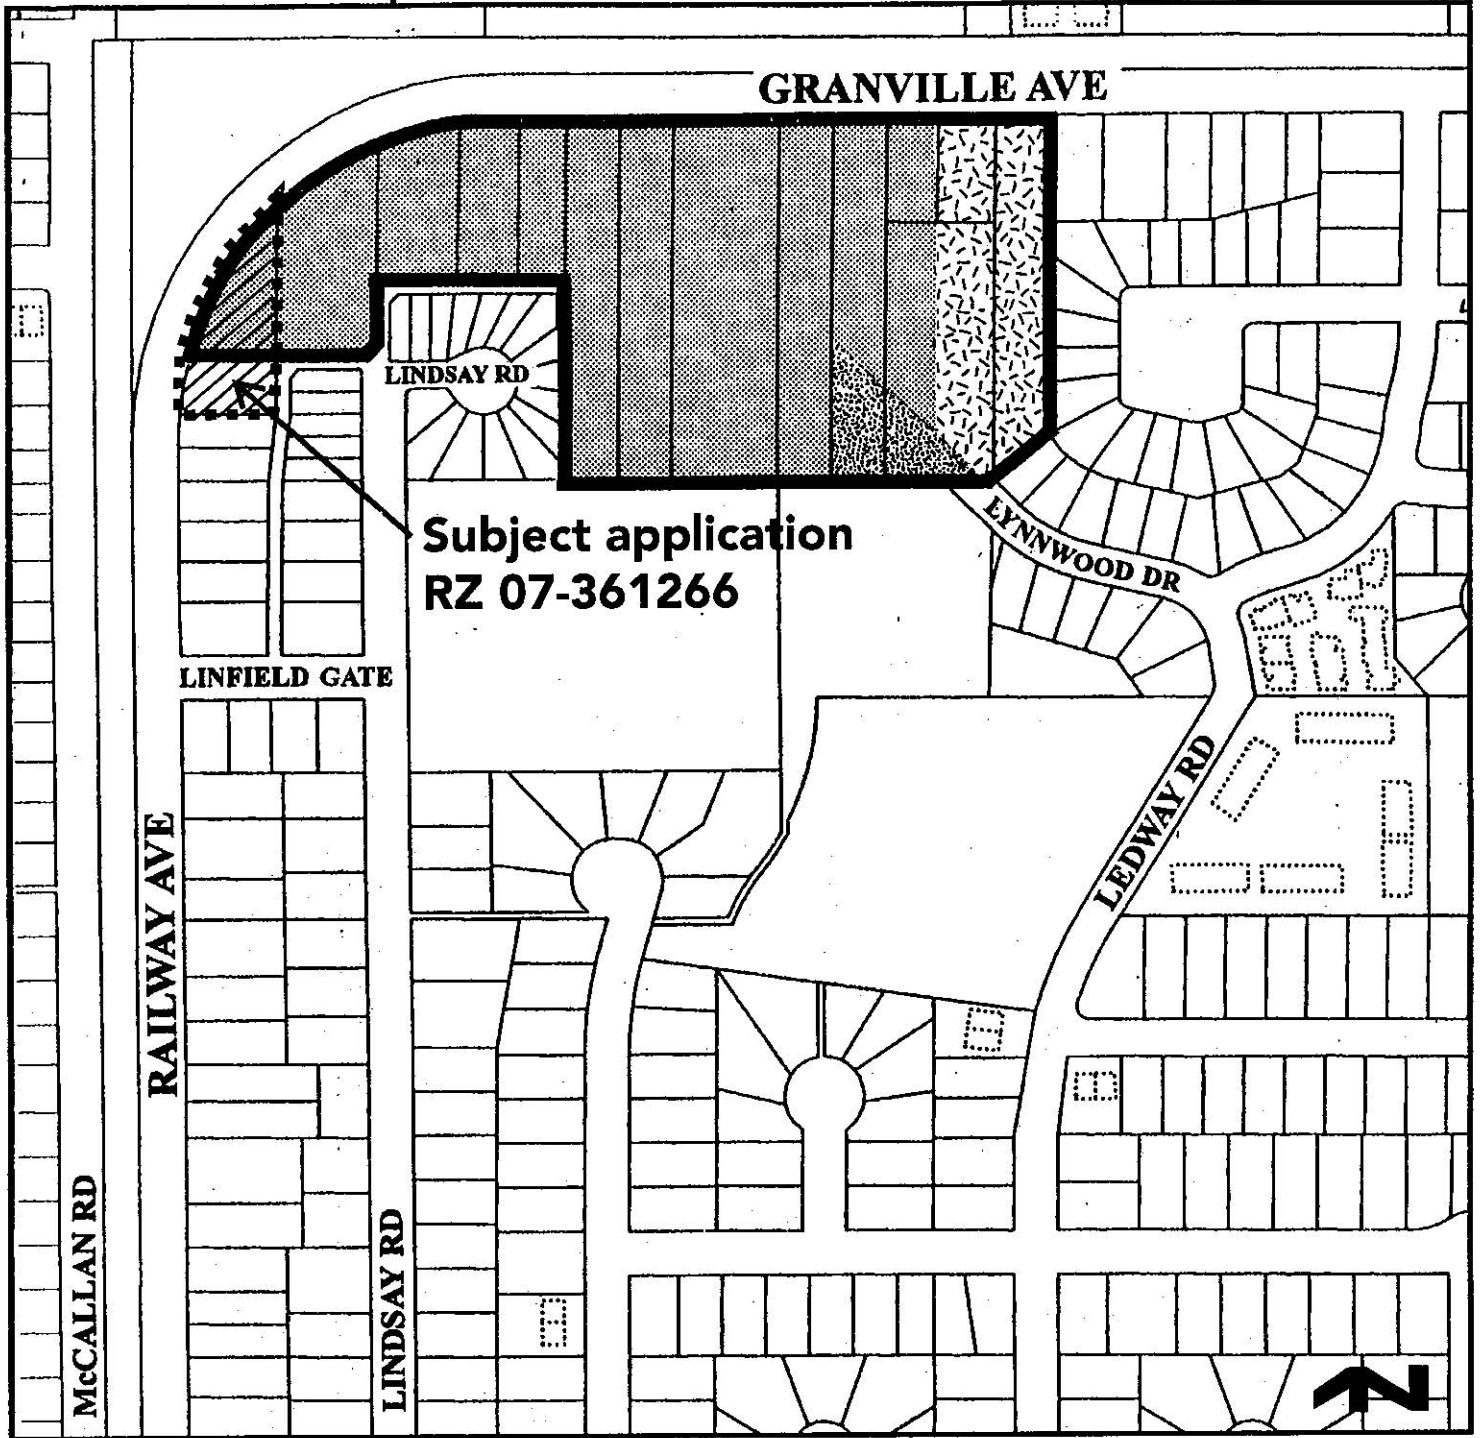 GRANVILLE AVE
LINDSAY RD
Subject application
RZ 07-361266
LYNNWOOD DR
LINFIELD GATE
LEDWAY RD
RAILWAY AVE
McCALLAN RD
LINDSAY RD
N